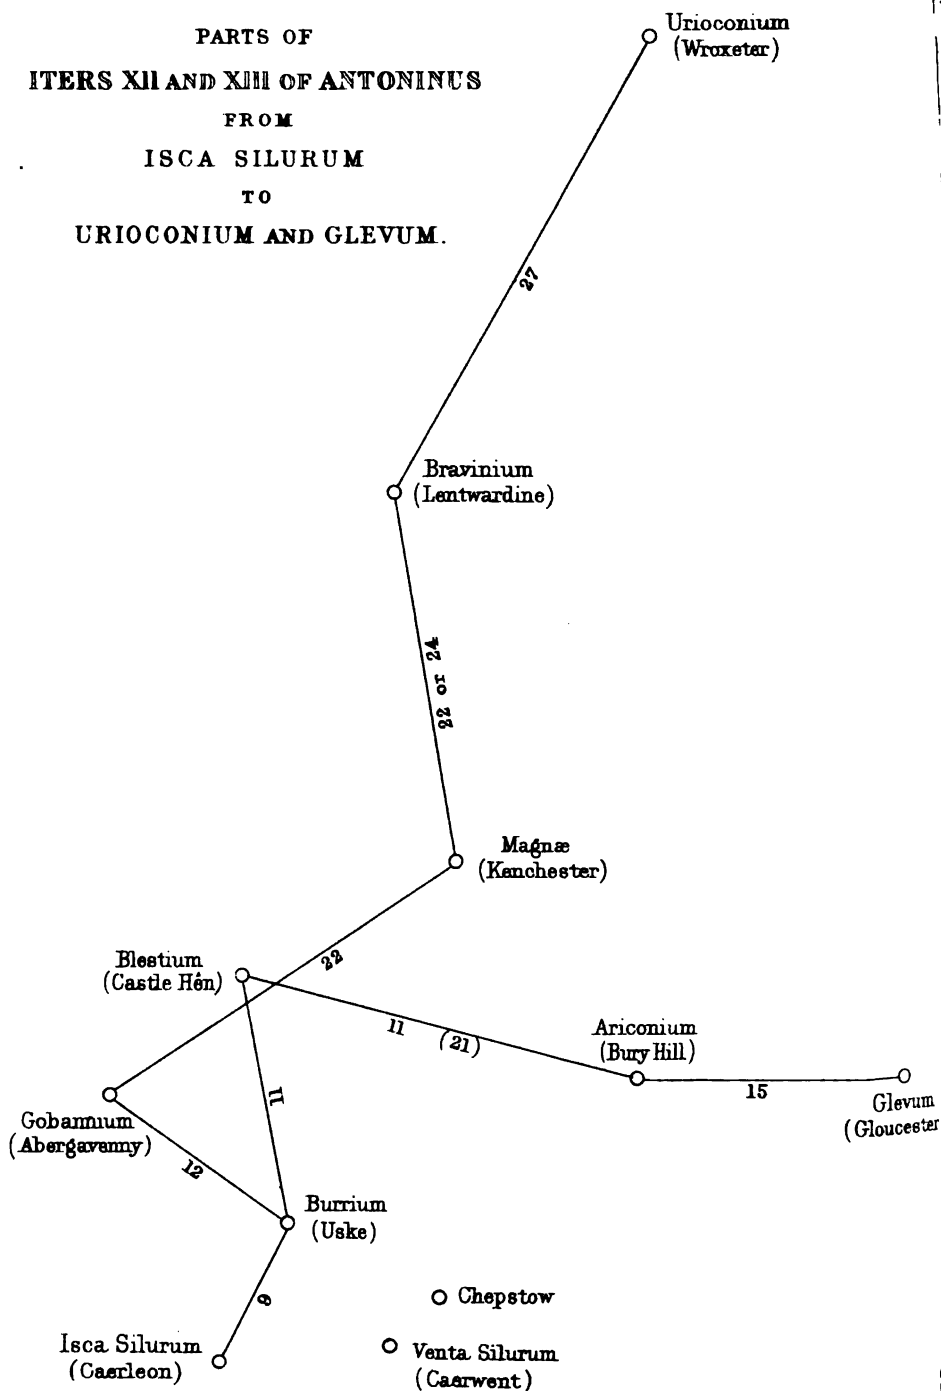 PARTS OF
ITERS XII AND XIII OF ANTONINUS
FROM
ISCA SILURUM
TO
URIOCONIUM AND GLEVUM.
Urioconium
(Wroxeter)
27
Bravinium
(Lentwardine)
22 or 24
Magnæ
(Kenchester)
22
Blestium
(Castle Hên)
11 (21)
Ariconium
(Bury Hill)
15
Glevum
(Gloucester
11
Gobannium
(Abergavenny)
12
Burrium
(Uske)
9
Chepstow
Isca Silurum
(Caerleon)
Venta Silurum
(Caerwent)